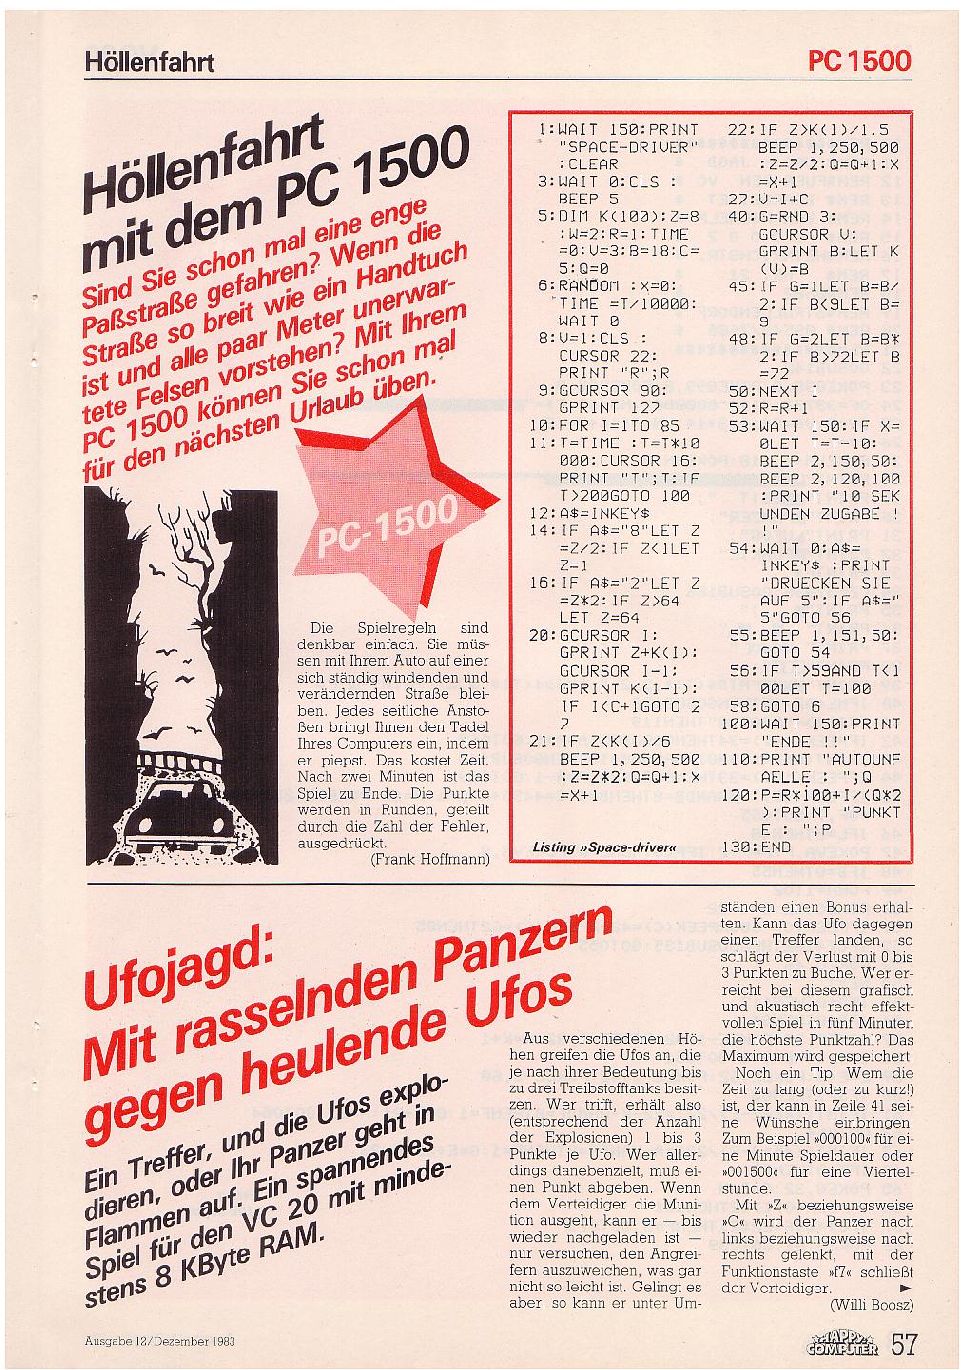 Höllenfahrt
PC 1500
Höllenfahrt
mit dem PC 1500
Sind Sie schon mal eine enge
Paßstraße gefahren? Wenn die
Straße so breit wie ein Handtuch
ist und alle paar Meter unerwar-
tete Felsen vorstehen? Mit Ihrem
PC 1500 können Sie schon mal
für den nächsten Urlaub üben.
PC-1500
Die Spielregeln sind
denkbar einfach. Sie müs-
sen mit Ihrem Auto auf einer
sich ständig windenden und
verändernden Straße blei-
ben. Jedes seitliche Ansto-
ßen bringt Ihnen den Tadel
Ihres Computers ein, indem
er piepst. Das kostet Zeit.
Nach zwei Minuten ist das
Spiel zu Ende. Die Punkte
werden in Runden, geteilt
durch die Zahl der Fehler,
ausgedrückt.
(Frank Hoffmann)
1:WAIT 150:PRINT
"SPACE-DRIVER"
:CLEAR
3:WAIT 0:CLS :
BEEP 5
5:DIM K(100):Z=8
:W=2:R=1:TIME
=0:V=3:B=18:C=
5:Q=0
6:RANDOM :X=0:
TIME =T/10000:
WAIT 0
8:V=1:CLS :
CURSOR 22:
PRINT "R";R
9:GCURSOR 90:
GPRINT 127
10:FOR I=1TO 85
11:T=TIME :T=T*10
000:CURSOR 16:
PRINT "T";T:IF
T>200GOTO 100
12:A$=INKEY$
14:IF A$="8"LET Z
=Z/2:IF Z<1LET
Z=1
16:IF A$="2"LET Z
=Z*2:IF Z>64
LET Z=64
20:GCURSOR I:
GPRINT Z+K(I):
GCURSOR I-1:
GPRINT K(I-1):
IF I<C+1GOTO 2
7
21:IF Z<K(I)/6
BEEP 1,250,500
:Z=Z*2:Q=Q+1:X
=X+1
Listing »Space-driver«
22:IF Z>K(I)/1.5
BEEP 1,250,500
:Z=Z/2:Q=Q+1:X
=X+1
27:V=I+C
40:G=RND 3:
GCURSOR V:
GPRINT B:LET K
(V)=B
45:IF G=1LET B=B/
2:IF B<9LET B=
9
48:IF G=2LET B=B*
2:IF B>72LET B
=72
50:NEXT I
52:R=R+1
53:WAIT 150:IF X=
0LET T=T-10:
BEEP 2,150,50:
BEEP 2,120,100
:PRINT "10 SEK
UNDEN ZUGABE !
!"
54:WAIT 0:A$=
INKEY$ :PRINT
"DRUECKEN SIE
AUF 5":IF A$="
5"GOTO 56
55:BEEP 1,151,50:
GOTO 54
56:IF T>59AND T<1
00LET T=100
58:GOTO 6
100:WAIT 150:PRINT
"ENDE !!"
110:PRINT "AUTOUNF
AELLE : ";Q
120:P=R*100+I/(Q*2
):PRINT "PUNKT
E : ";P
130:END
Ufojagd:
Mit rasselnden Panzern
gegen heulende Ufos
Ein Treffer, und die Ufos explo-
dieren, oder Ihr Panzer geht in
Flammen auf. Ein spannendes
Spiel für den VC 20 mit minde-
stens 8 KByte RAM.
Aus verschiedenen Hö-
hen greifen die Ufos an, die
je nach ihrer Bedeutung bis
zu drei Treibstofftanks besit-
zen. Wer trifft, erhält also
(entsprechend der Anzahl
der Explosionen) 1 bis 3
Punkte je Ufo. Wer aller-
dings danebenzielt, muß ei-
nen Punkt abgeben. Wenn
dem Verteidiger die Muni-
tion ausgeht, kann er — bis
wieder nachgeladen ist —
nur versuchen, den Angrei-
fern auszuweichen, was gar
nicht so leicht ist. Gelingt es
aber, so kann er unter Um-
ständen einen Bonus erhal-
ten. Kann das Ufo dagegen
einen Treffer landen, so
schlägt der Verlust mit 0 bis
3 Punkten zu Buche. Wer er-
reicht bei diesem grafisch
und akustisch recht effekt-
vollen Spiel in fünf Minuten
die höchste Punktzahl? Das
Maximum wird gespeichert
Noch ein Tip. Wem die
Zeit zu lang (oder zu kurz!)
ist, der kann in Zeile 41 sei-
ne Wünsche einbringen.
Zum Beispiel »000100« für ei-
ne Minute Spieldauer oder
»001500« für eine Viertel-
stunde.
Mit »Z« beziehungsweise
»C« wird der Panzer nach
links beziehungsweise nach
rechts gelenkt, mit der
Funktionstaste »f7« schließt
der Verteidiger. ►
(Willi Boosz)
Ausgabe 12/Dezember 1983
HAPPY COMPUTER
57